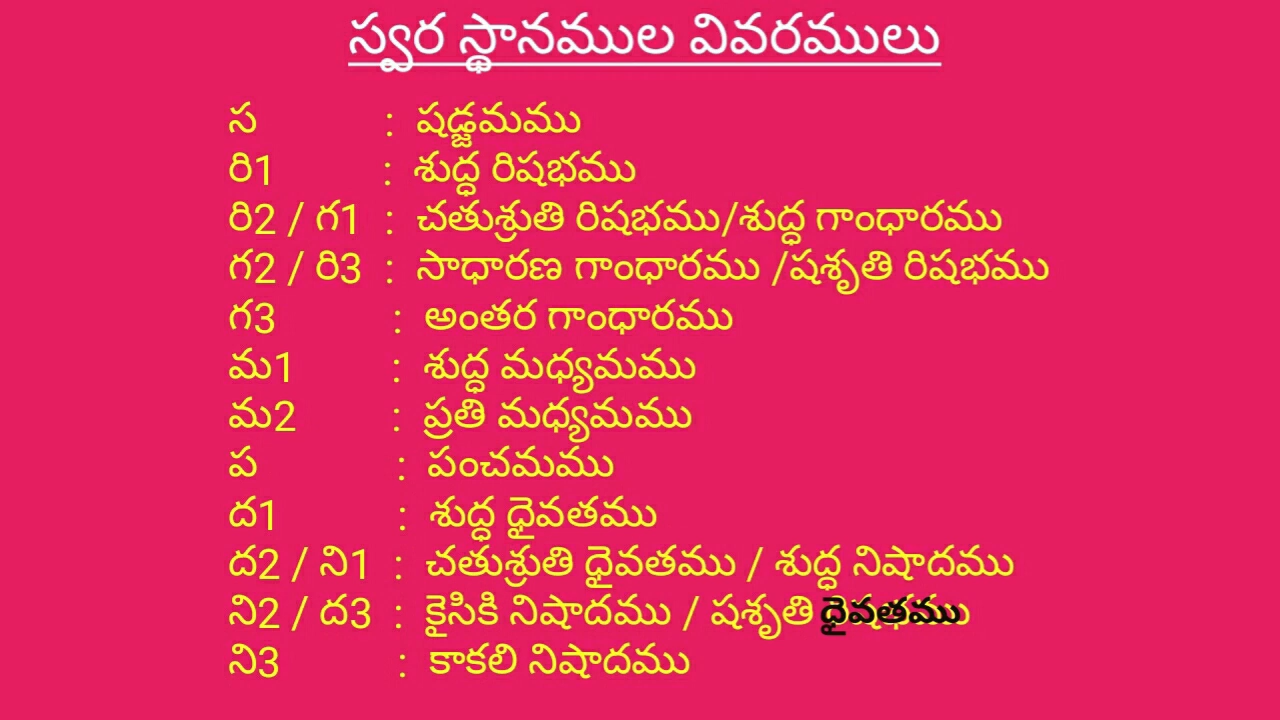 స్వర స్థానముల వివరములు
స : షడ్జమము
రి1 : శుద్ధ రిషభము
రి2 / గ1 : చతుశ్రుతి రిషభము/శుద్ధ గాంధారము
గ2 / రి3 : సాధారణ గాంధారము /షశృతి రిషభము
గ3 : అంతర గాంధారము
మ1 : శుద్ధ మధ్యమము
మ2 : ప్రతి మధ్యమము
ప : పంచమము
ద1 : శుద్ధ ధైవతము
ద2 / ని1 : చతుశ్రుతి ధైవతము / శుద్ధ నిషాదము
ని2 / ద3 : కైసికి నిషాదము / షశృతి ధైవతము
ని3 : కాకలి నిషాదము